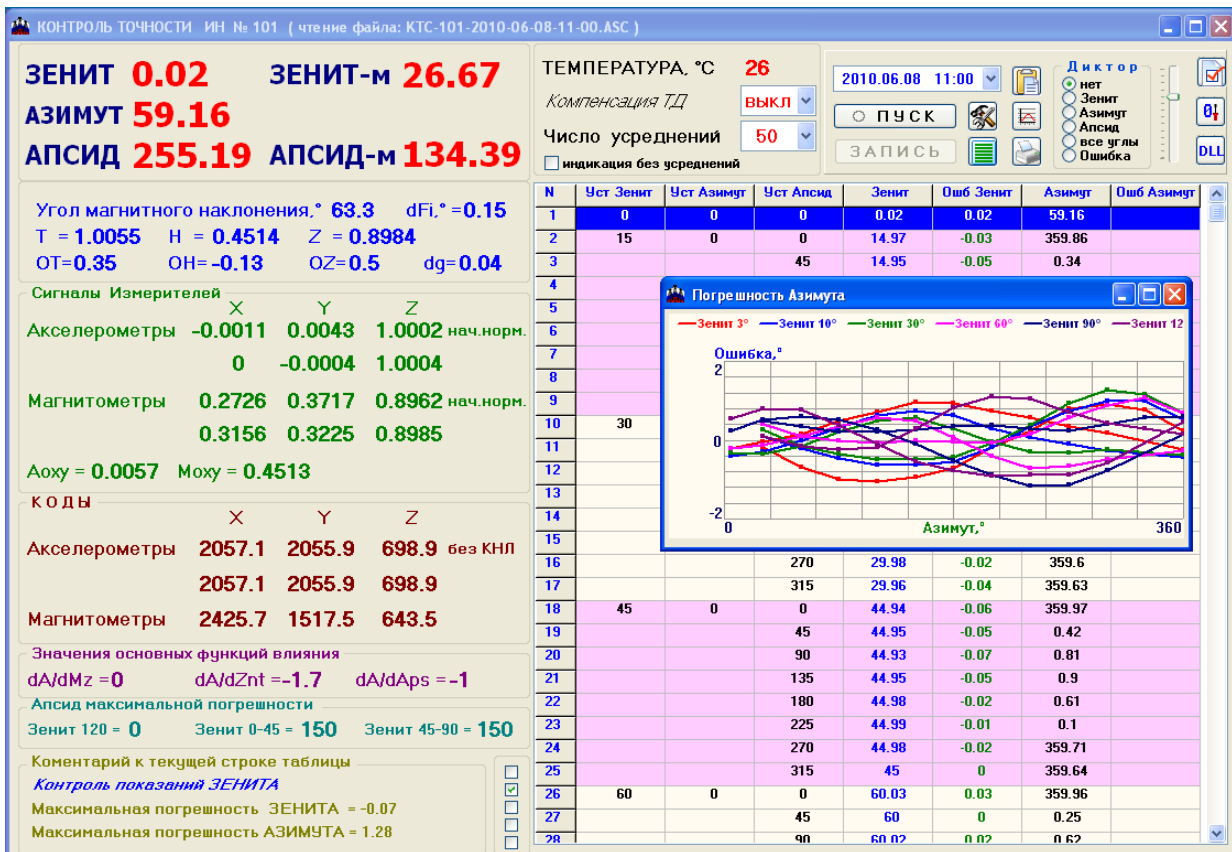 КОНТРОЛЬ ТОЧНОСТИ ИН № 101 ( чтение файла: КТС-101-2010-06-08-11-00.ASC )
ЗЕНИТ 0.02 ЗЕНИТ-м 26.67
АЗИМУТ 59.16
АПСИД 255.19 АПСИД-м 134.39
ТЕМПЕРАТУРА, °С 26
Компенсация ТД ВЫКЛ
Число усреднений 50
индикация без усреднений
2010.06.08 11:00
ПУСК
ЗАПИСЬ
Диктор
нет
Зенит
Азимут
Апсид
все углы
Ошибка
DLL
Угол магнитного наклонения,° 63.3 dFi,° =0.15
T = 1.0055 H = 0.4514 Z = 0.8984
OT=0.35 OH= -0.13 OZ=0.5 dg=0.04
Сигналы Измерителей
X Y Z
Акселерометры -0.0011 0.0043 1.0002 нач.норм.
0 -0.0004 1.0004
Магнитометры 0.2726 0.3717 0.8962 нач.норм.
0.3156 0.3225 0.8985
Аоху = 0.0057 Моху = 0.4513
КОДЫ
X Y Z
Акселерометры 2057.1 2055.9 698.9 без КНЛ
2057.1 2055.9 698.9
Магнитометры 2425.7 1517.5 643.5
Значения основных функций влияния
dA/dMz =0 dA/dZnt =-1.7 dA/dAps =-1
Апсид максимальной погрешности
Зенит 120 = 0 Зенит 0-45 = 150 Зенит 45-90 = 150
Коментарий к текущей строке таблицы
Контроль показаний ЗЕНИТА
Максимальная погрешность ЗЕНИТА = -0.07
Максимальная погрешность АЗИМУТА = 1.28
N Уст Зенит Уст Азимут Уст Апсид Зенит Ошб Зенит Азимут Ошб Азимут
1 0 0 0 0.02 0.02 59.16
2 15 0 0 14.97 -0.03 359.86
3 45 14.95 -0.05 0.34
4
5
6
7
8
9
10 30
11
12
13
14
15
16 270 29.98 -0.02 359.6
17 315 29.96 -0.04 359.63
18 45 0 0 44.94 -0.06 359.97
19 45 44.95 -0.05 0.42
20 90 44.93 -0.07 0.81
21 135 44.95 -0.05 0.9
22 180 44.98 -0.02 0.61
23 225 44.99 -0.01 0.1
24 270 44.98 -0.02 359.71
25 315 45 0 359.64
26 60 0 0 60.03 0.03 359.96
27 45 60 0 0.25
28 90 60.02 0.02 0.62
Погрешность Азимута
Зенит 3° Зенит 10° Зенит 30° Зенит 60° Зенит 90° Зенит 12
Ошибка,°
2
0
-2
0 Азимут,° 360